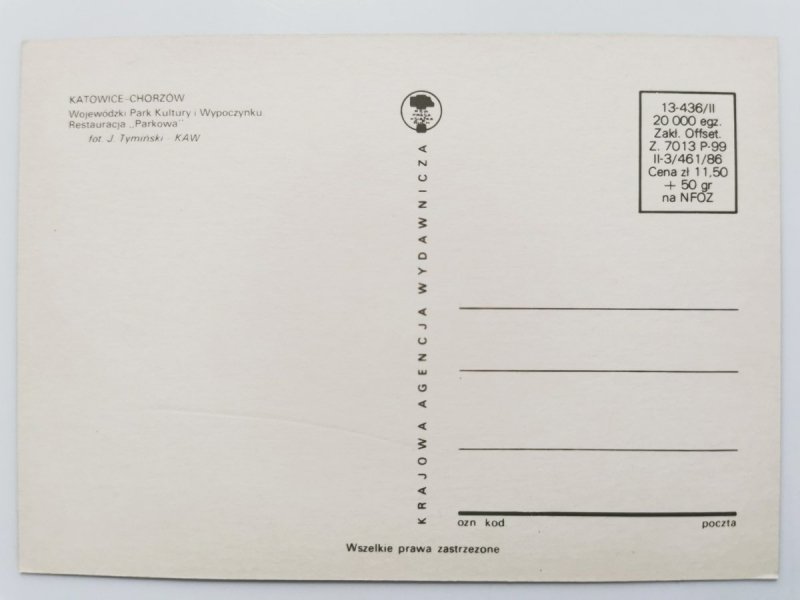 KATOWICE-CHORZÓW
Wojewódzki Park Kultury i Wypoczynku
Restauracja „Parkowa"
fot. J. Tymiński - KAW
KRAJOWA AGENCJA WYDAWNICZA
13-436/II
20 000 egz.
Zakł. Offset.
Z. 7013 P-99
II-3/461/86
Cena zł 11,50
+ 50 gr
na NFOZ
ozn kod
poczta
Wszelkie prawa zastrzezone